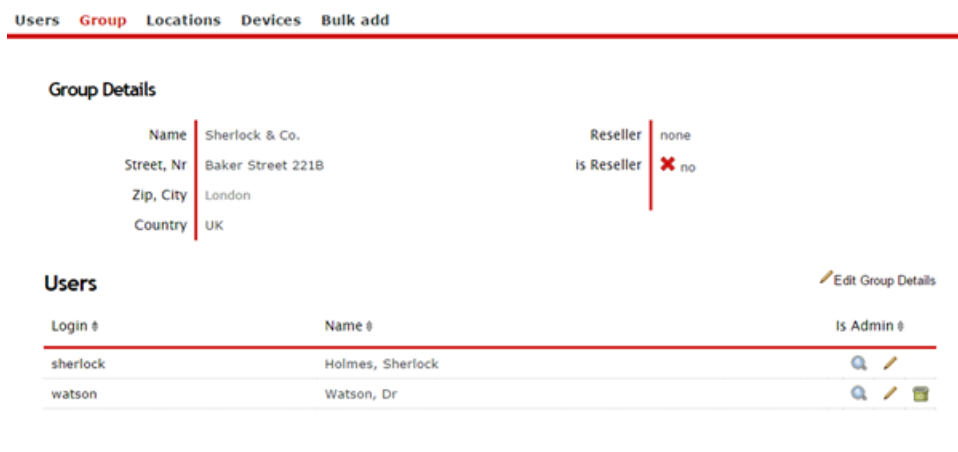 Users Group Locations Devices Bulk add
Group Details
Name Sherlock & Co. Reseller none
Street, Nr Baker Street 221B is Reseller no
Zip, City London
Country UK
Users Edit Group Details
Login Name Is Admin
sherlock Holmes, Sherlock
watson Watson, Dr